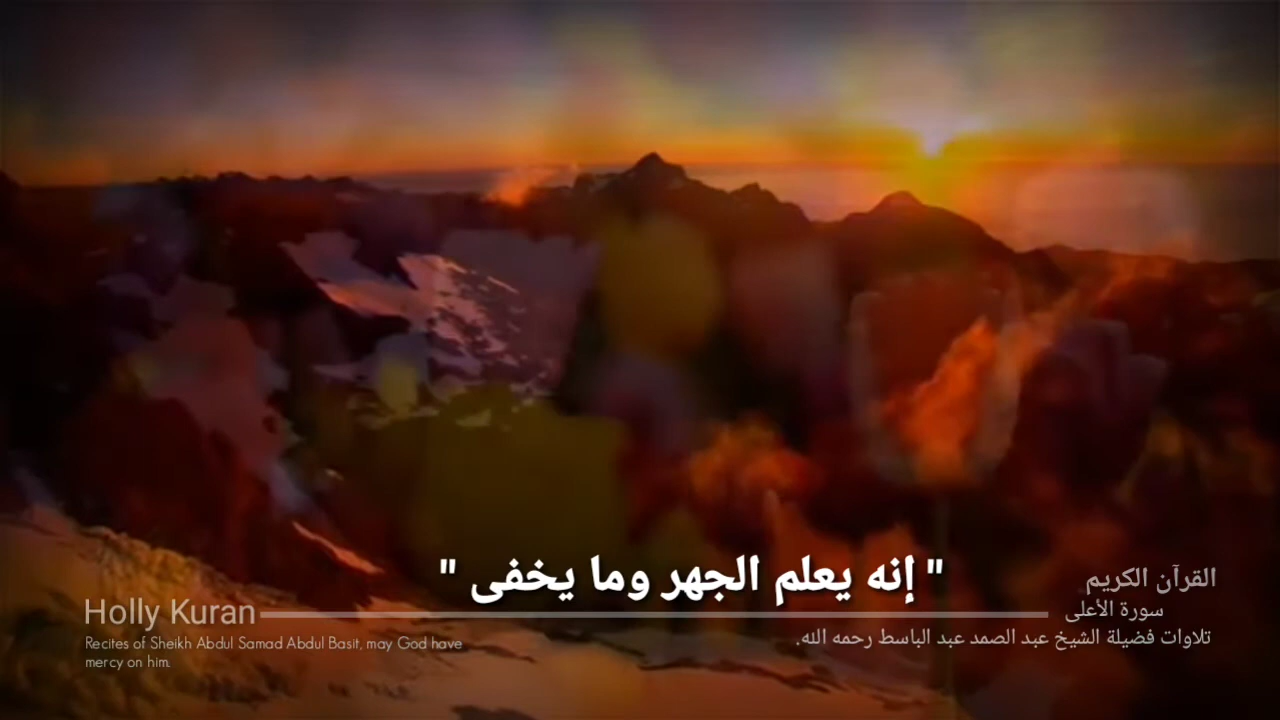 " إنه يعلم الجهر وما يخفى "
القرآن الكريم
سورة الأعلى
تلاوات فضيلة الشيخ عبد الصمد عبد الباسط رحمه الله.
Holly Kuran
Recites of Sheikh Abdul Samad Abdul Basit, may God have
mercy on him.